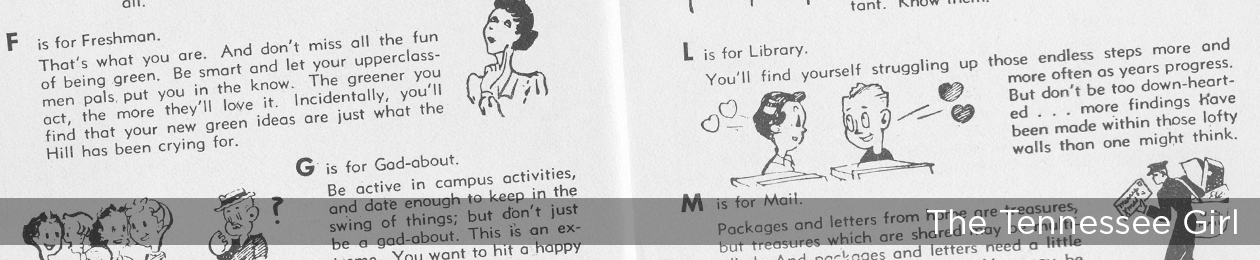 all.
F is for Freshman.
That's what you are. And don't miss all the fun
of being green. Be smart and let your upperclass-
men pals put you in the know. The greener you
act, the more they'll love it. Incidentally, you'll
find that your new green ideas are just what the
Hill has been crying for.
G is for Gad-about.
Be active in campus activities,
and date enough to keep in the
swing of things; but don't just
be a gad-about. This is an ex-
You want to hit a happy
?
tant. Know them.
L is for Library.
You'll find yourself struggling up those endless steps more and
more often as years progress.
But don't be too down-heart-
ed . . . more findings have
been made within those lofty
walls than one might think.
M is for Mail.
Packages and letters from home are treasures,
but treasures which are shared may be
And packages and letters need a little
The Tennessee Girl